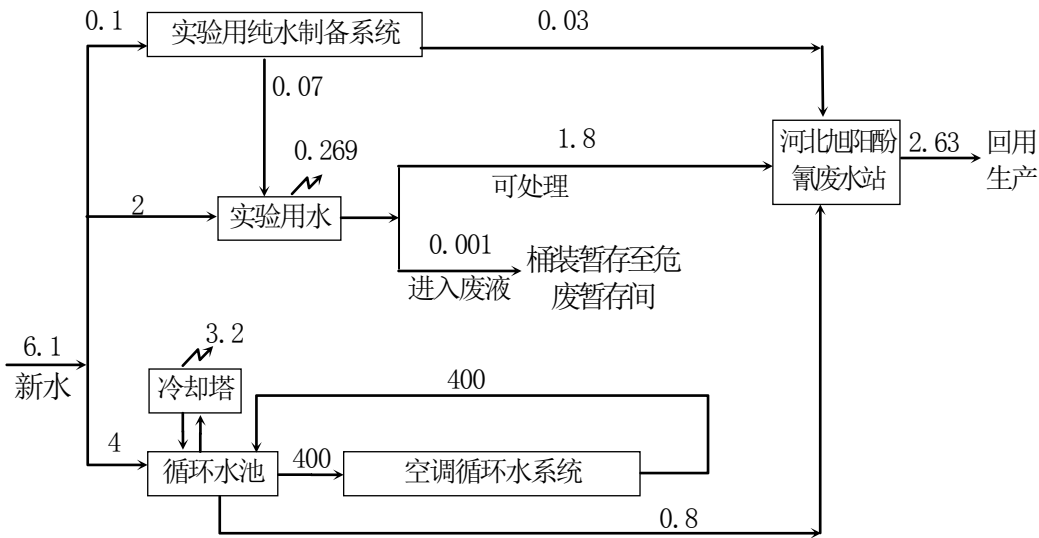 0.1
实验用纯水制备系统
0.03
0.07
0.269
1.8
河北旭阳酚
氰废水站
2.63
回用
生产
可处理
2
实验用水
0.001
进入废液
桶装暂存至危
废暂存间
6.1
新水
3.2
冷却塔
400
4
循环水池
400
空调循环水系统
0.8